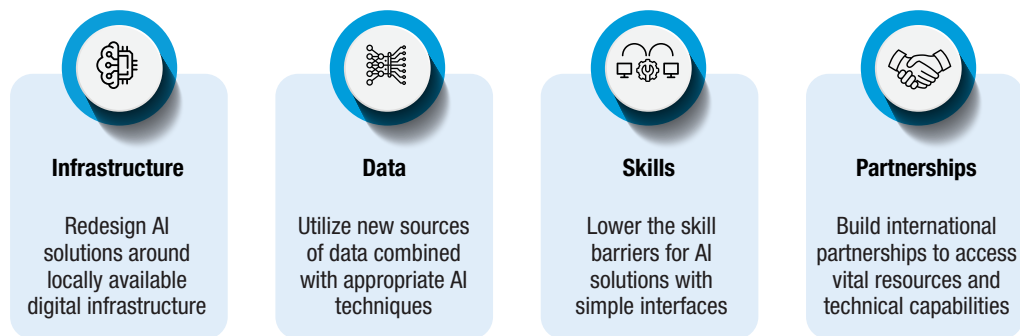 Infrastructure
Redesign AI
solutions around
locally available
digital infrastructure
Data
Utilize new sources
of data combined
with appropriate AI
techniques
Skills
Lower the skill
barriers for AI
solutions with
simple interfaces
Partnerships
Build international
partnerships to access
vital resources and
technical capabilities